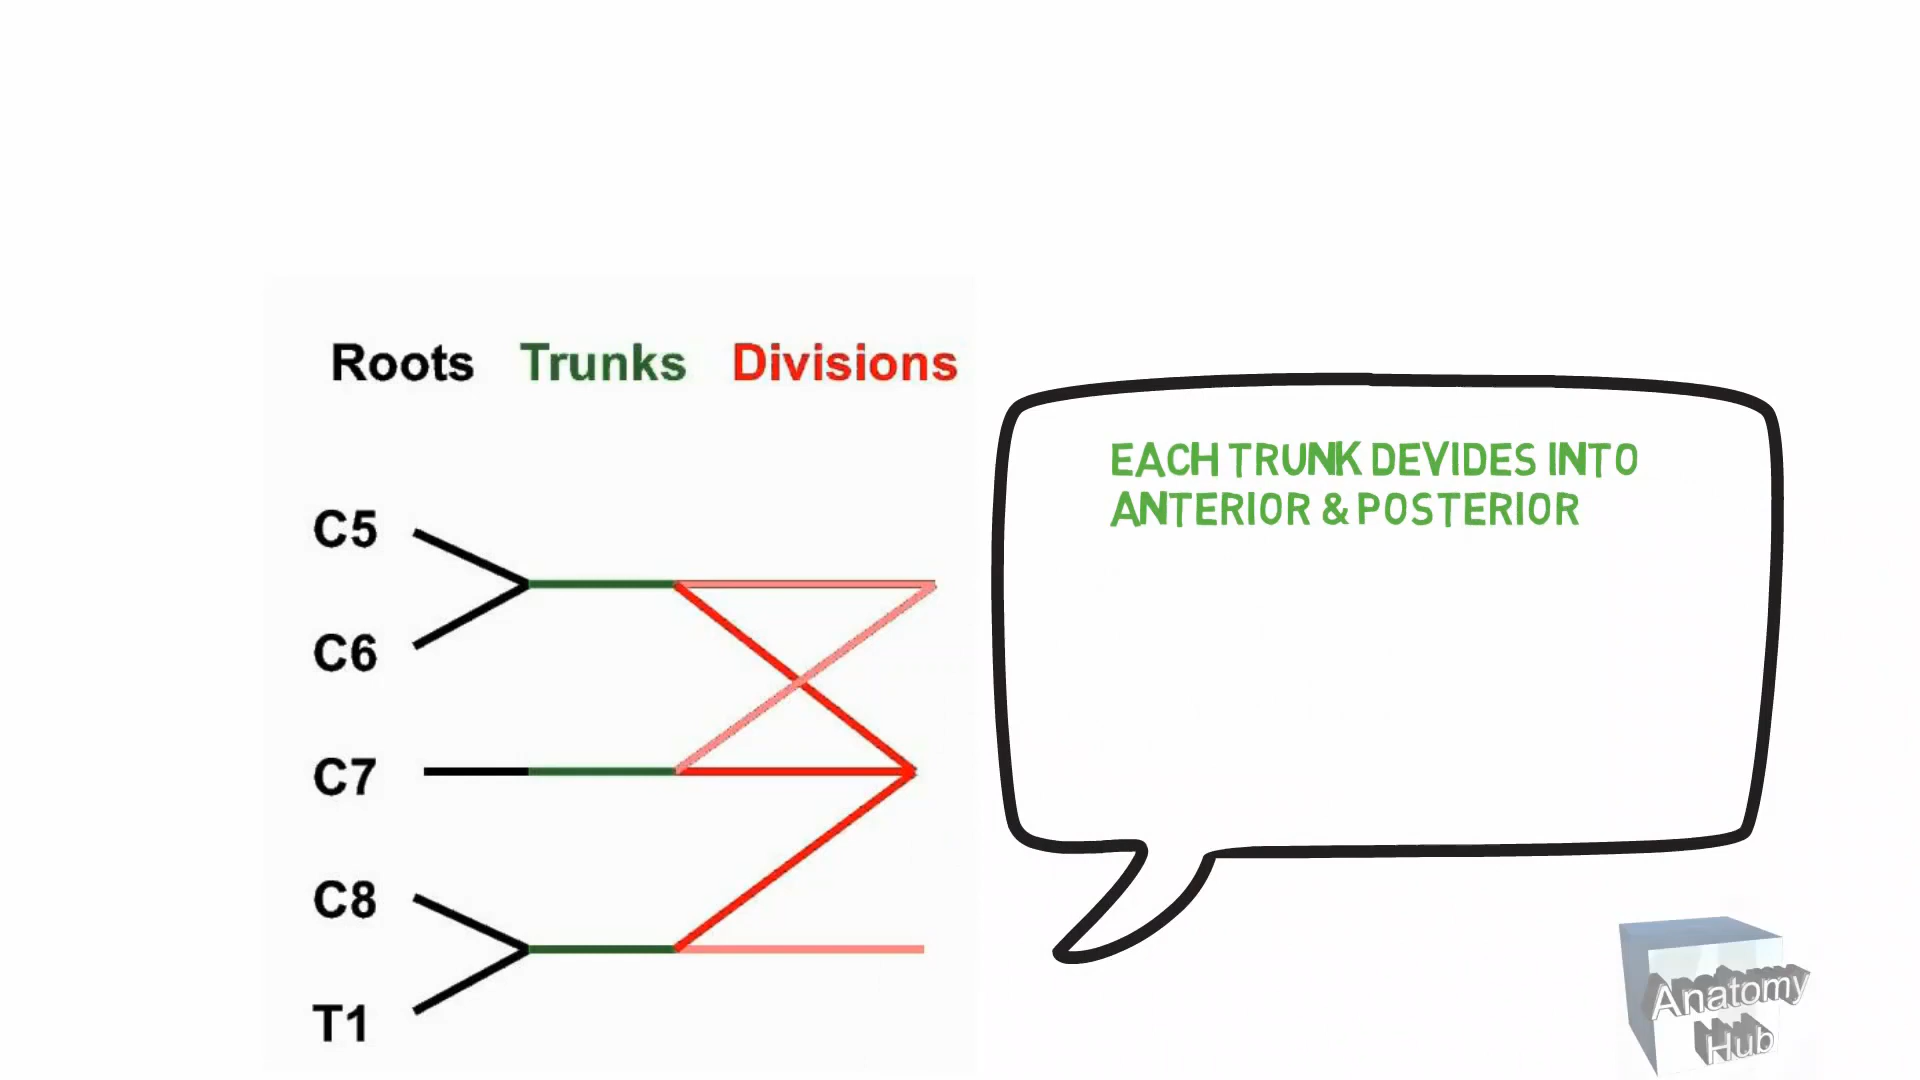 Roots Trunks Divisions
EACH TRUNK DEVIDES INTO
ANTERIOR & POSTERIOR
C5
C6
C7
C8
T1
Anatomy
Hub